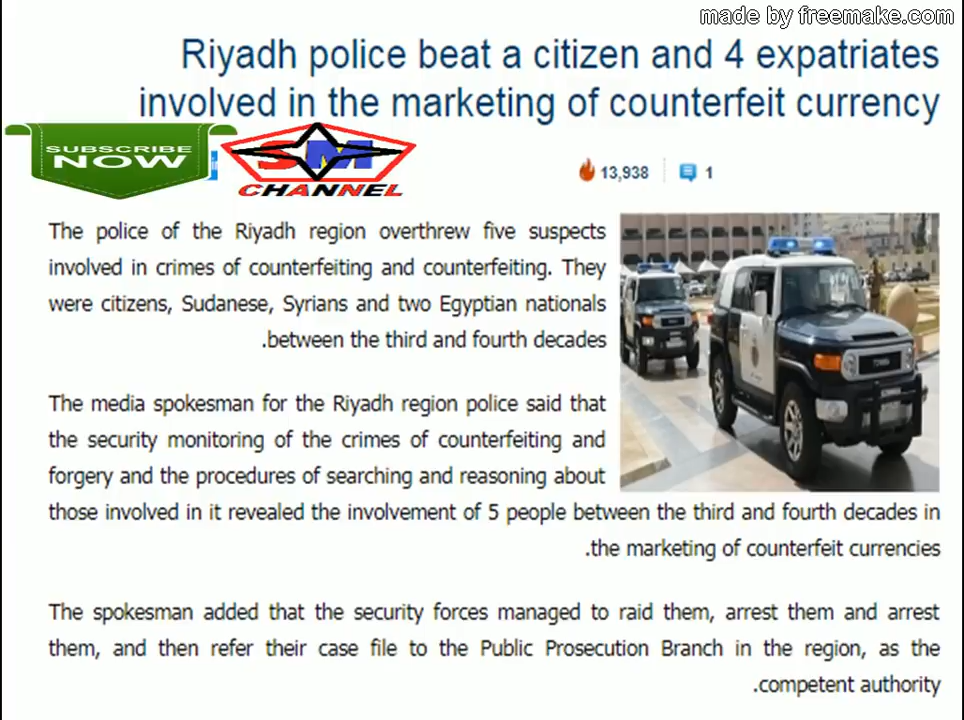 made by freemake.com
Riyadh police beat a citizen and 4 expatriates
involved in the marketing of counterfeit currency
SUBSCRIBE
NOW
in
SM
CHANNEL
13,938
1
The police of the Riyadh region overthrew five suspects
involved in crimes of counterfeiting and counterfeiting. They
were citizens, Sudanese, Syrians and two Egyptian nationals
.between the third and fourth decades
The media spokesman for the Riyadh region police said that
the security monitoring of the crimes of counterfeiting and
forgery and the procedures of searching and reasoning about
those involved in it revealed the involvement of 5 people between the third and fourth decades in
.the marketing of counterfeit currencies
The spokesman added that the security forces managed to raid them, arrest them and arrest
them, and then refer their case file to the Public Prosecution Branch in the region, as the
.competent authority